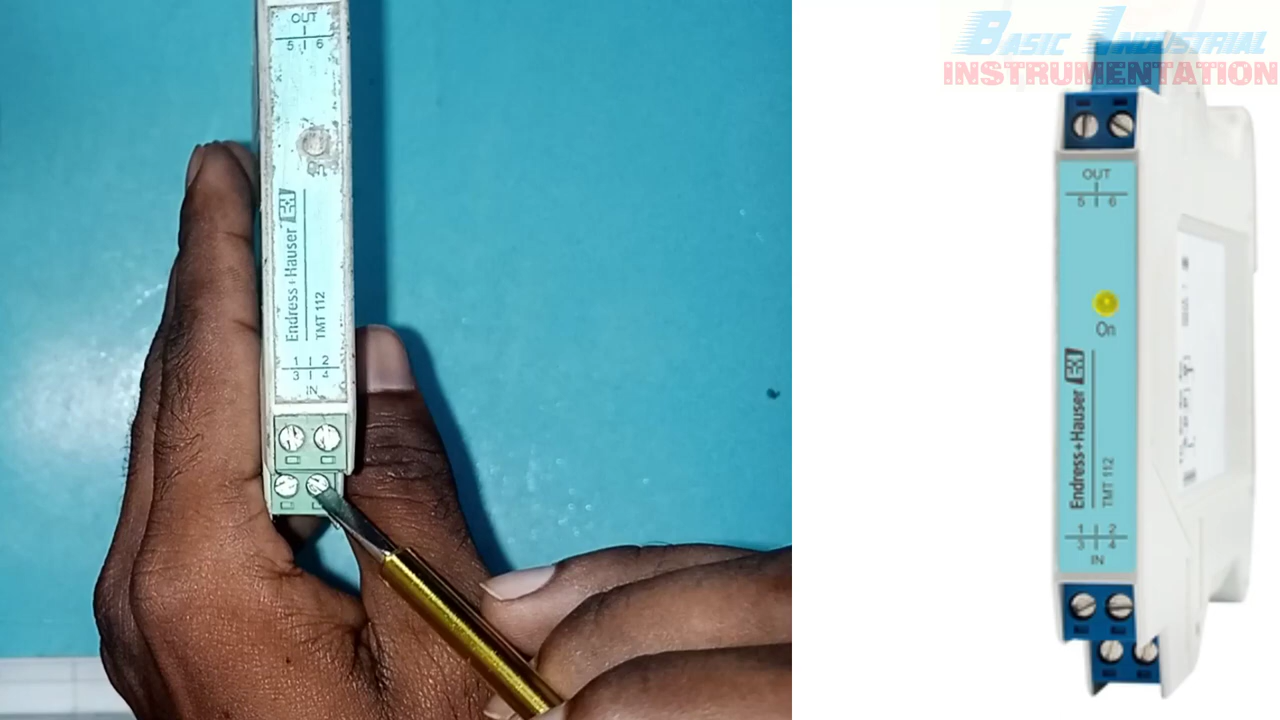 OUT
5 6
Endress+Hauser
TMT 112
1 2
3 4
IN
BASIC INDUSTRIAL
INSTRUMENTATION
OUT
5 6
On
Endress+Hauser
TMT 112
1 2
3 4
IN